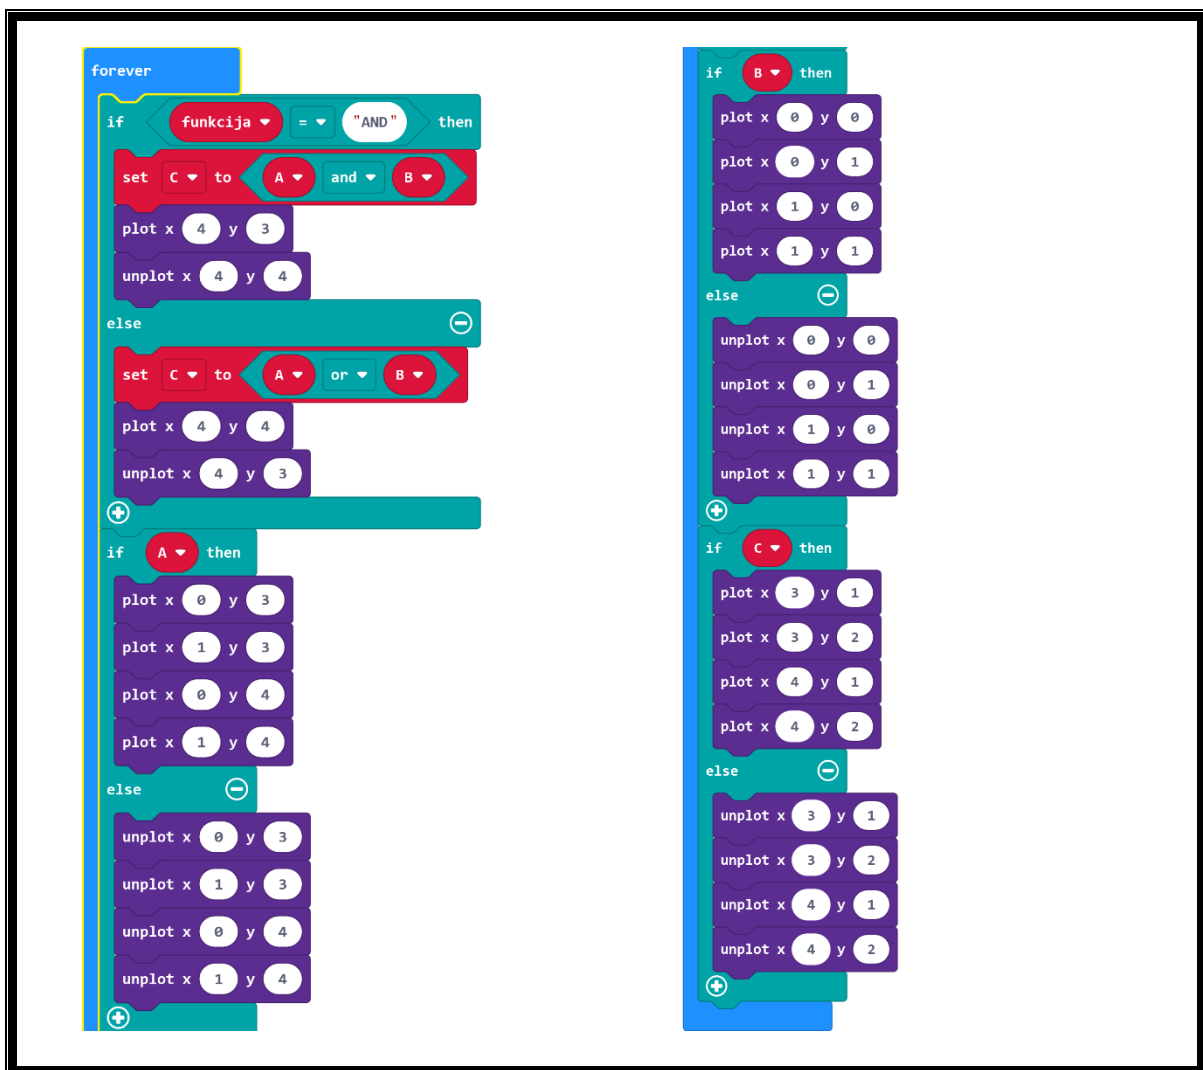 forever
if funkcija = "AND" then
set C to A and B
plot x 4 y 3
unplot x 4 y 4
else
set C to A or B
plot x 4 y 4
unplot x 4 y 3
if A then
plot x 0 y 3
plot x 1 y 3
plot x 0 y 4
plot x 1 y 4
else
unplot x 0 y 3
unplot x 1 y 3
unplot x 0 y 4
unplot x 1 y 4
if B then
plot x 0 y 0
plot x 0 y 1
plot x 1 y 0
plot x 1 y 1
else
unplot x 0 y 0
unplot x 0 y 1
unplot x 1 y 0
unplot x 1 y 1
if C then
plot x 3 y 1
plot x 3 y 2
plot x 4 y 1
plot x 4 y 2
else
unplot x 3 y 1
unplot x 3 y 2
unplot x 4 y 1
unplot x 4 y 2